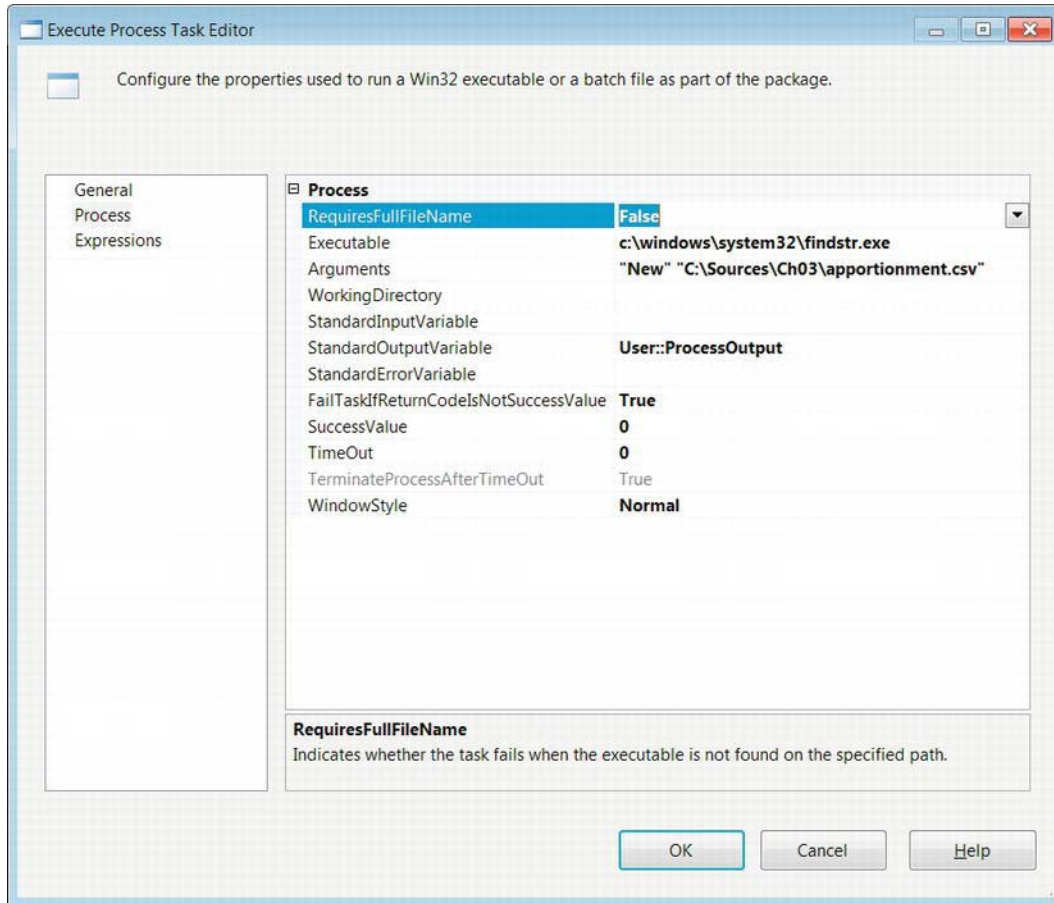 Execute Process Task Editor
Configure the properties used to run a Win32 executable or a batch file as part of the package.
General
Process
Expressions
Process
RequiresFullFileName False
Executable c:\windows\system32\findstr.exe
Arguments "New" "C:\Sources\Ch03\apportionment.csv"
WorkingDirectory
StandardInputVariable
StandardOutputVariable User::ProcessOutput
StandardErrorVariable
FailTaskIfReturnCodeIsNotSuccessValue True
SuccessValue 0
TimeOut 0
TerminateProcessAfterTimeOut True
WindowStyle Normal
RequiresFullFileName
Indicates whether the task fails when the executable is not found on the specified path.
OK Cancel Help